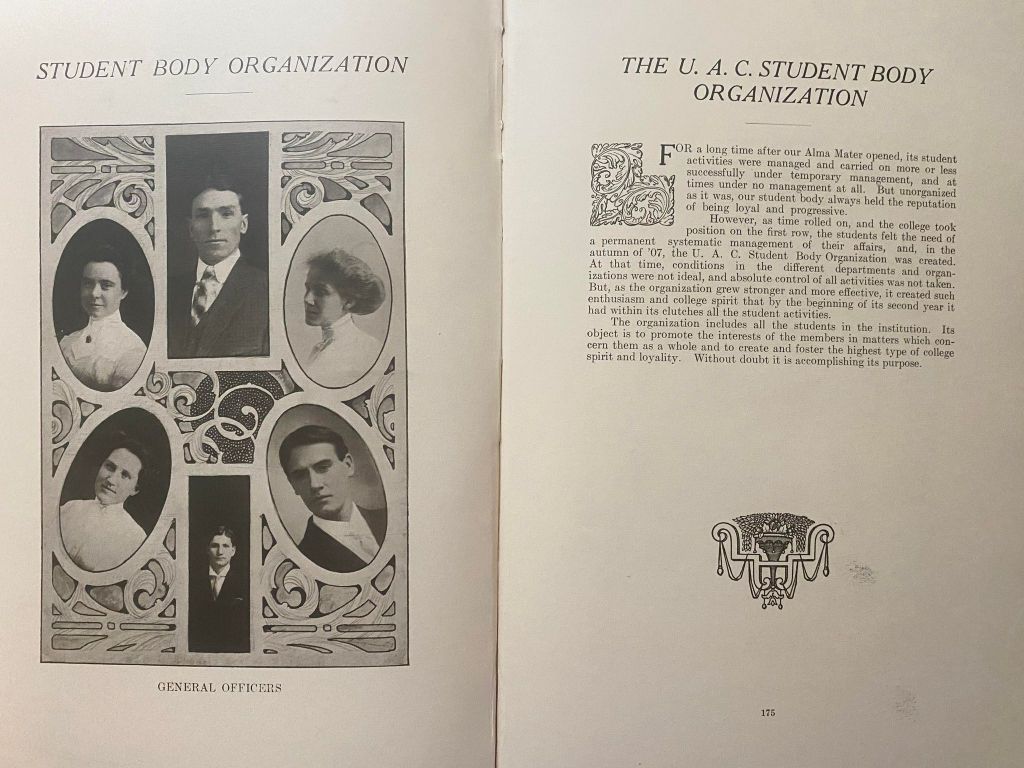 STUDENT BODY ORGANIZATION
GENERAL OFFICERS
THE U. A. C. STUDENT BODY
ORGANIZATION
FOR a long time after our Alma Mater opened, its student
activities were managed and carried on more or less
successfully under temporary management, and at
times under no management at all. But unorganized
as it was, our student body always held the reputation
of being loyal and progressive.
However, as time rolled on, and the college took
position on the first row, the students felt the need of
a permanent systematic management of their affairs, and, in the
autumn of '07, the U. A. C. Student Body Organization was created.
At that time, conditions in the different departments and organ-
izations were not ideal, and absolute control of all activities was not taken.
But, as the organization grew stronger and more effective, it created such
enthusiasm and college spirit that by the beginning of its second year it
had within its clutches all the student activities.
The organization includes all the students in the institution. Its
object is to promote the interests of the members in matters which con-
cern them as a whole and to create and foster the highest type of college
spirit and loyality. Without doubt it is accomplishing its purpose.
175